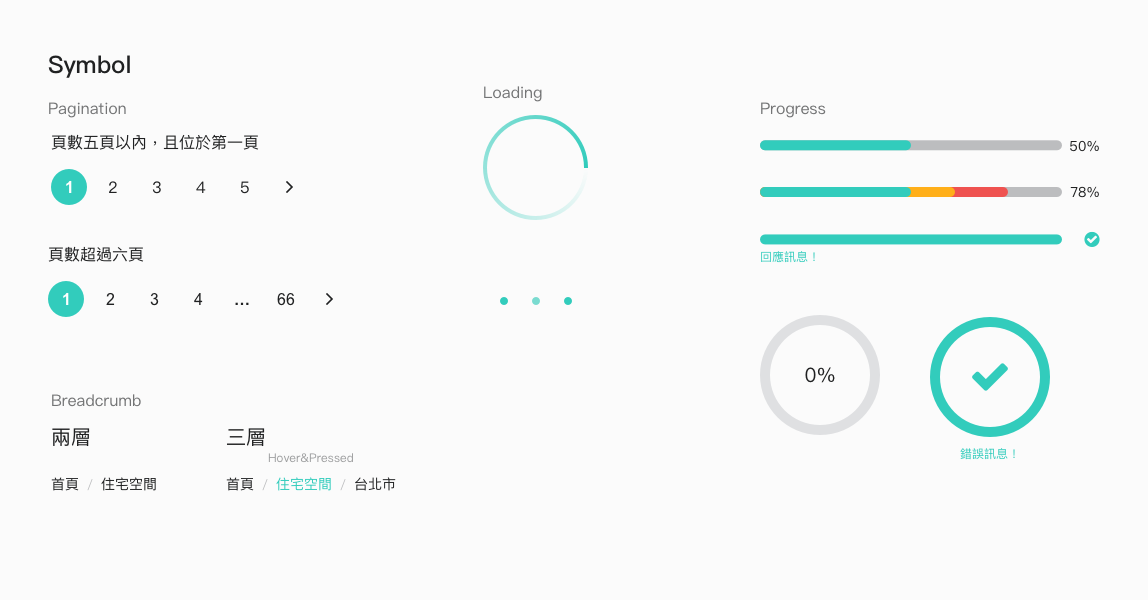 Symbol
Pagination
頁數五頁以內，且位於第一頁
1 2 3 4 5
頁數超過六頁
1 2 3 4 ... 66
Breadcrumb
兩層
首頁 / 住宅空間
三層
Hover&Pressed
首頁 / 住宅空間 / 台北市
Loading
Progress
50%
78%
回應訊息！
0%
錯誤訊息！